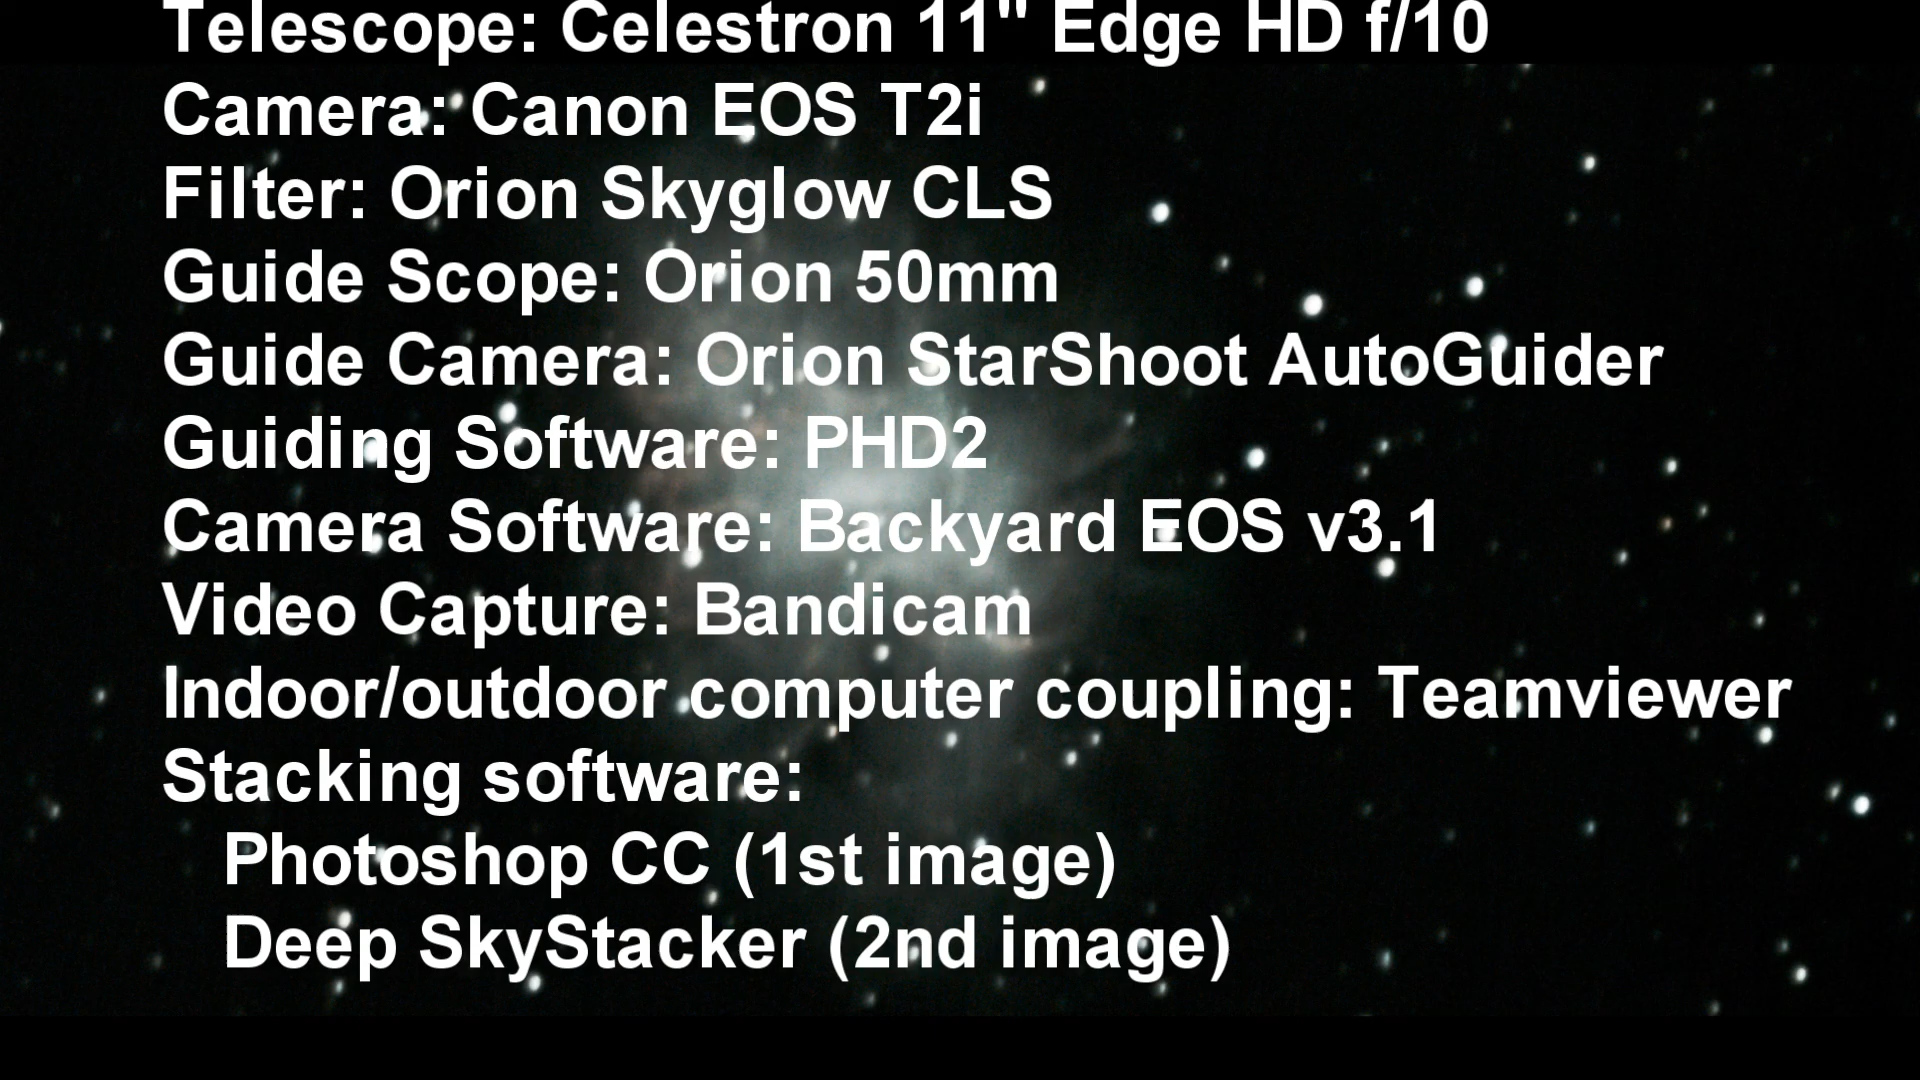 Telescope: Celestron 11" Edge HD f/10
Camera: Canon EOS T2i
Filter: Orion Skyglow CLS
Guide Scope: Orion 50mm
Guide Camera: Orion StarShoot AutoGuider
Guiding Software: PHD2
Camera Software: Backyard EOS v3.1
Video Capture: Bandicam
Indoor/outdoor computer coupling: Teamviewer
Stacking software:
Photoshop CC (1st image)
Deep SkyStacker (2nd image)